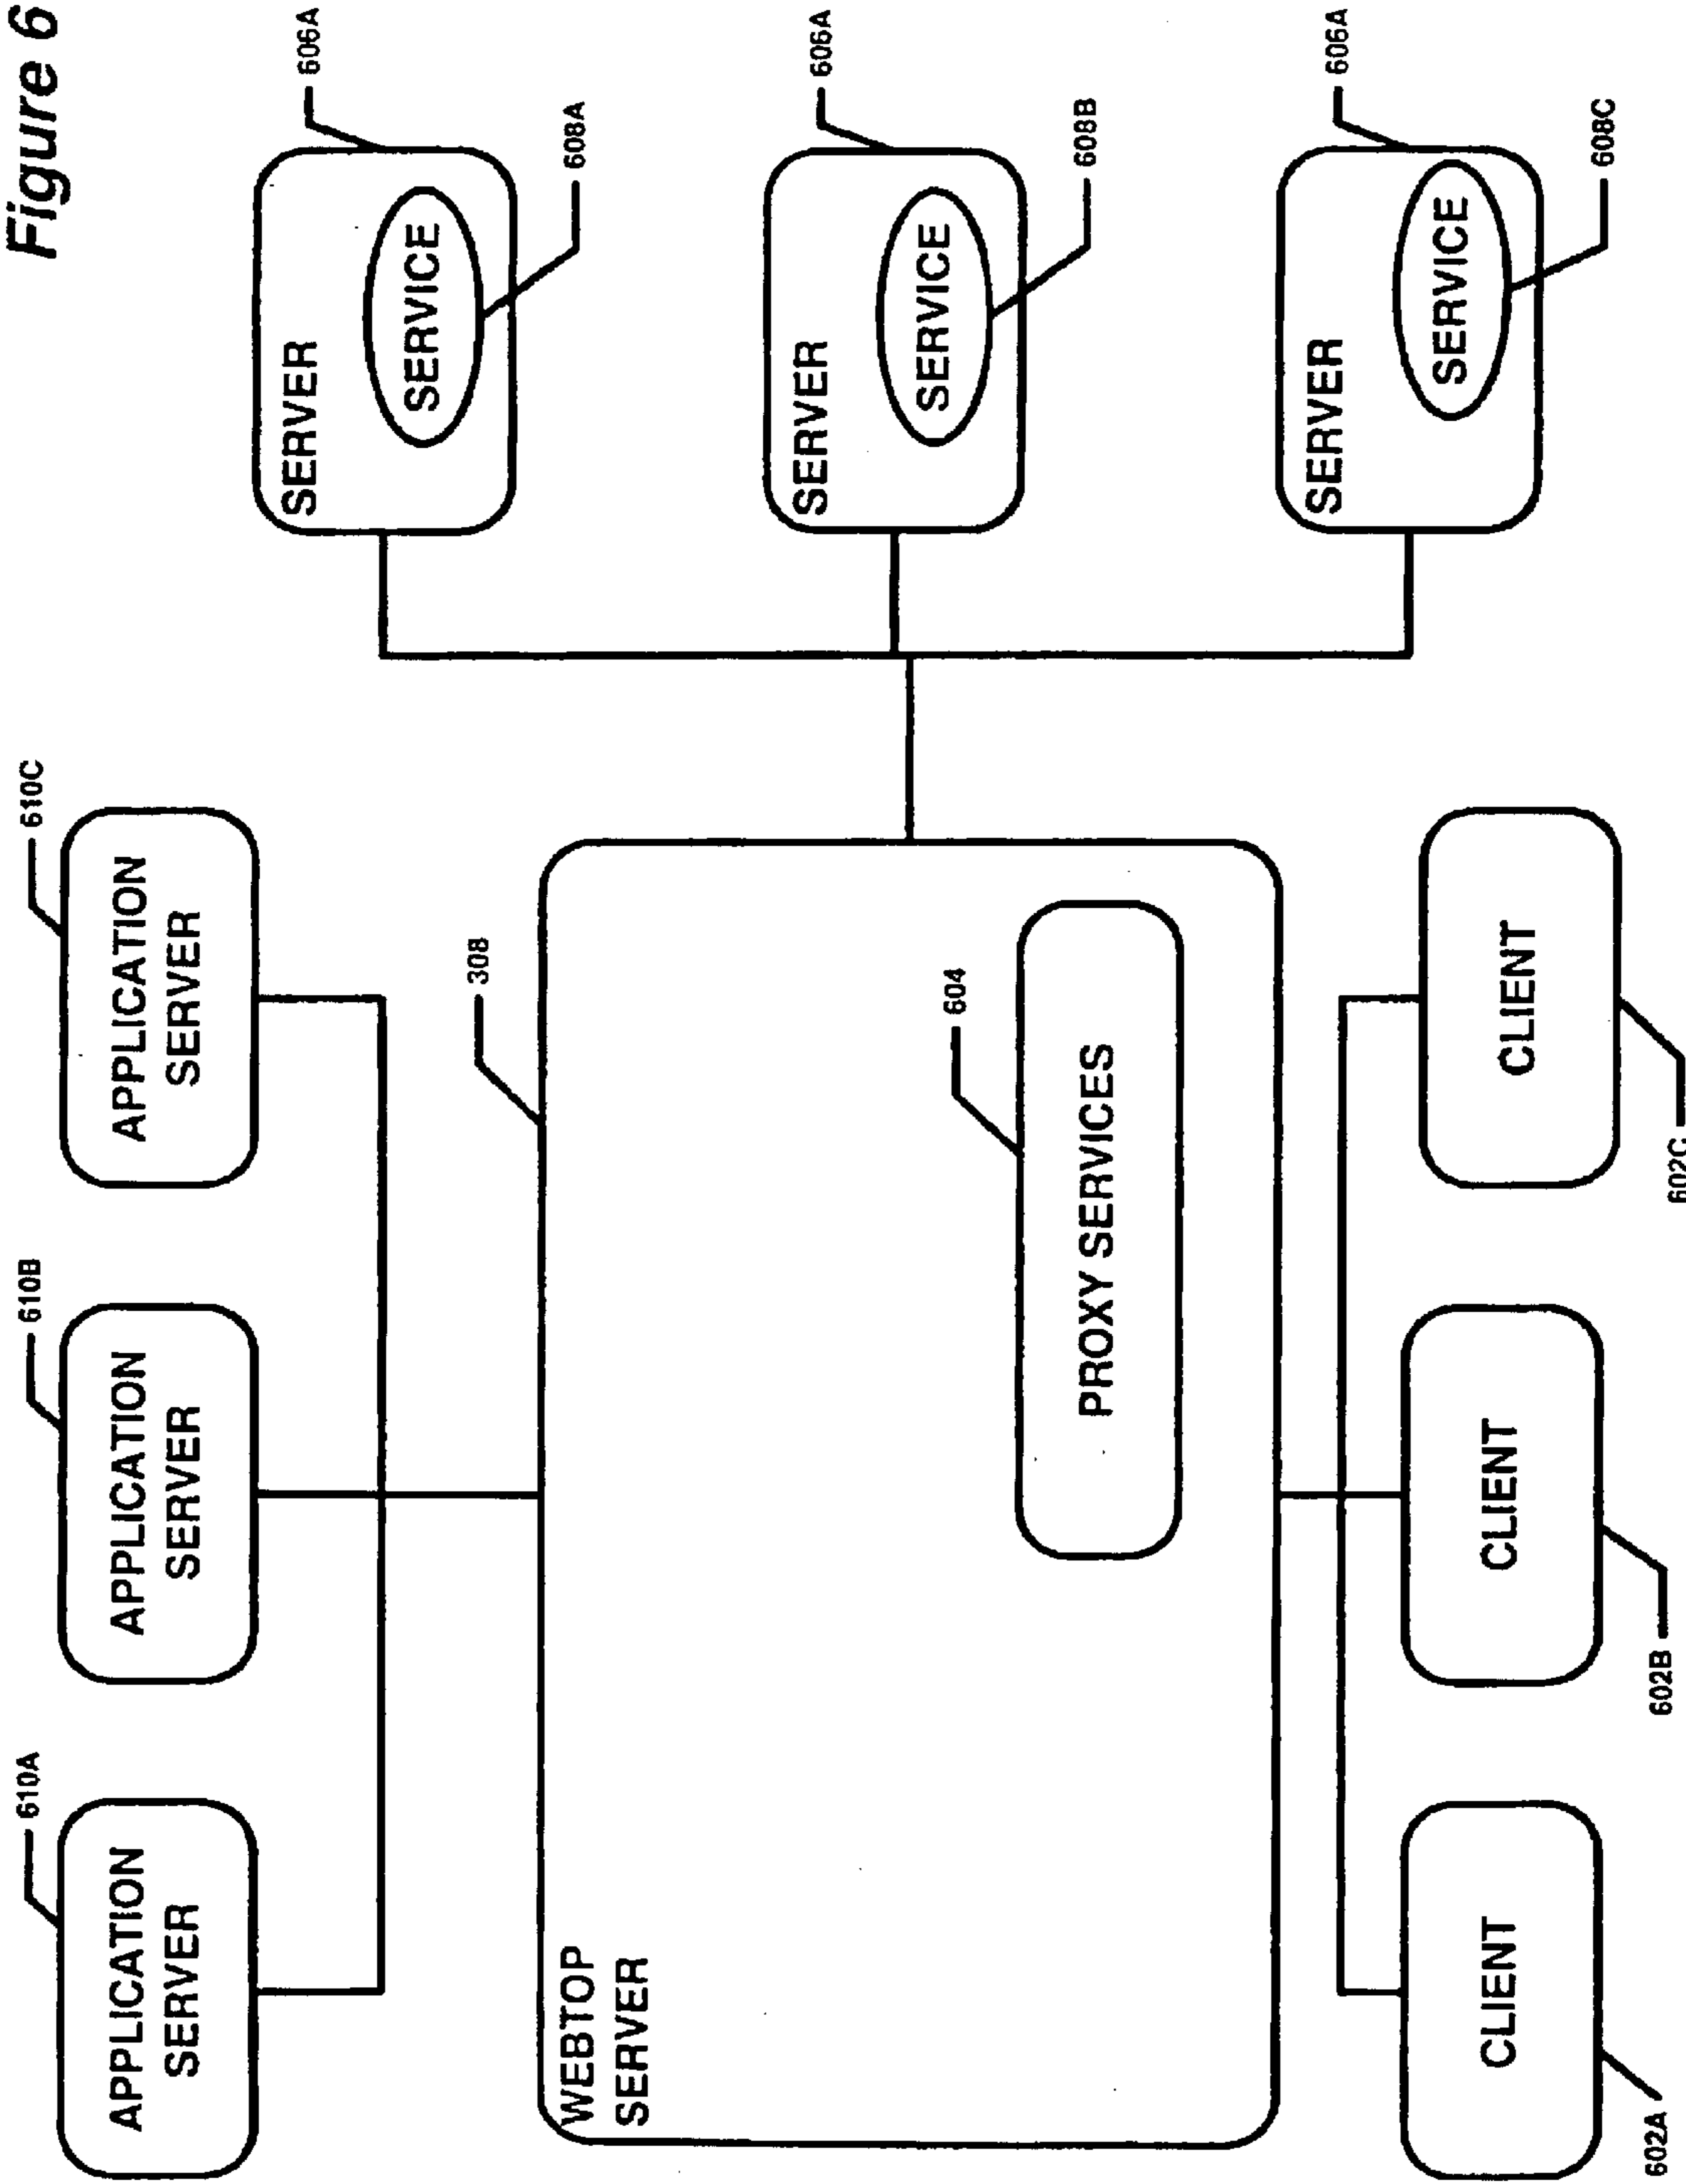 Figure 6
610A
610B
610C
APPLICATION
SERVER
APPLICATION
SERVER
APPLICATION
SERVER
WEBTOP
SERVER
308
604
PROXY SERVICES
SERVER
606A
SERVICE
608A
SERVER
606A
SERVICE
608B
SERVER
606A
SERVICE
608C
CLIENT
CLIENT
CLIENT
602A
602B
602C